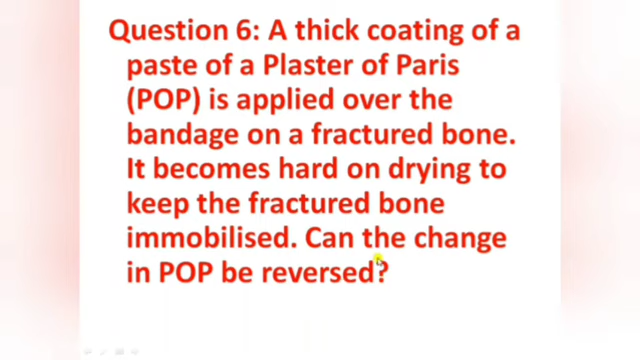 Question 6: A thick coating of a
paste of a Plaster of Paris
(POP) is applied over the
bandage on a fractured bone.
It becomes hard on drying to
keep the fractured bone
immobilised. Can the change
in POP be reversed?